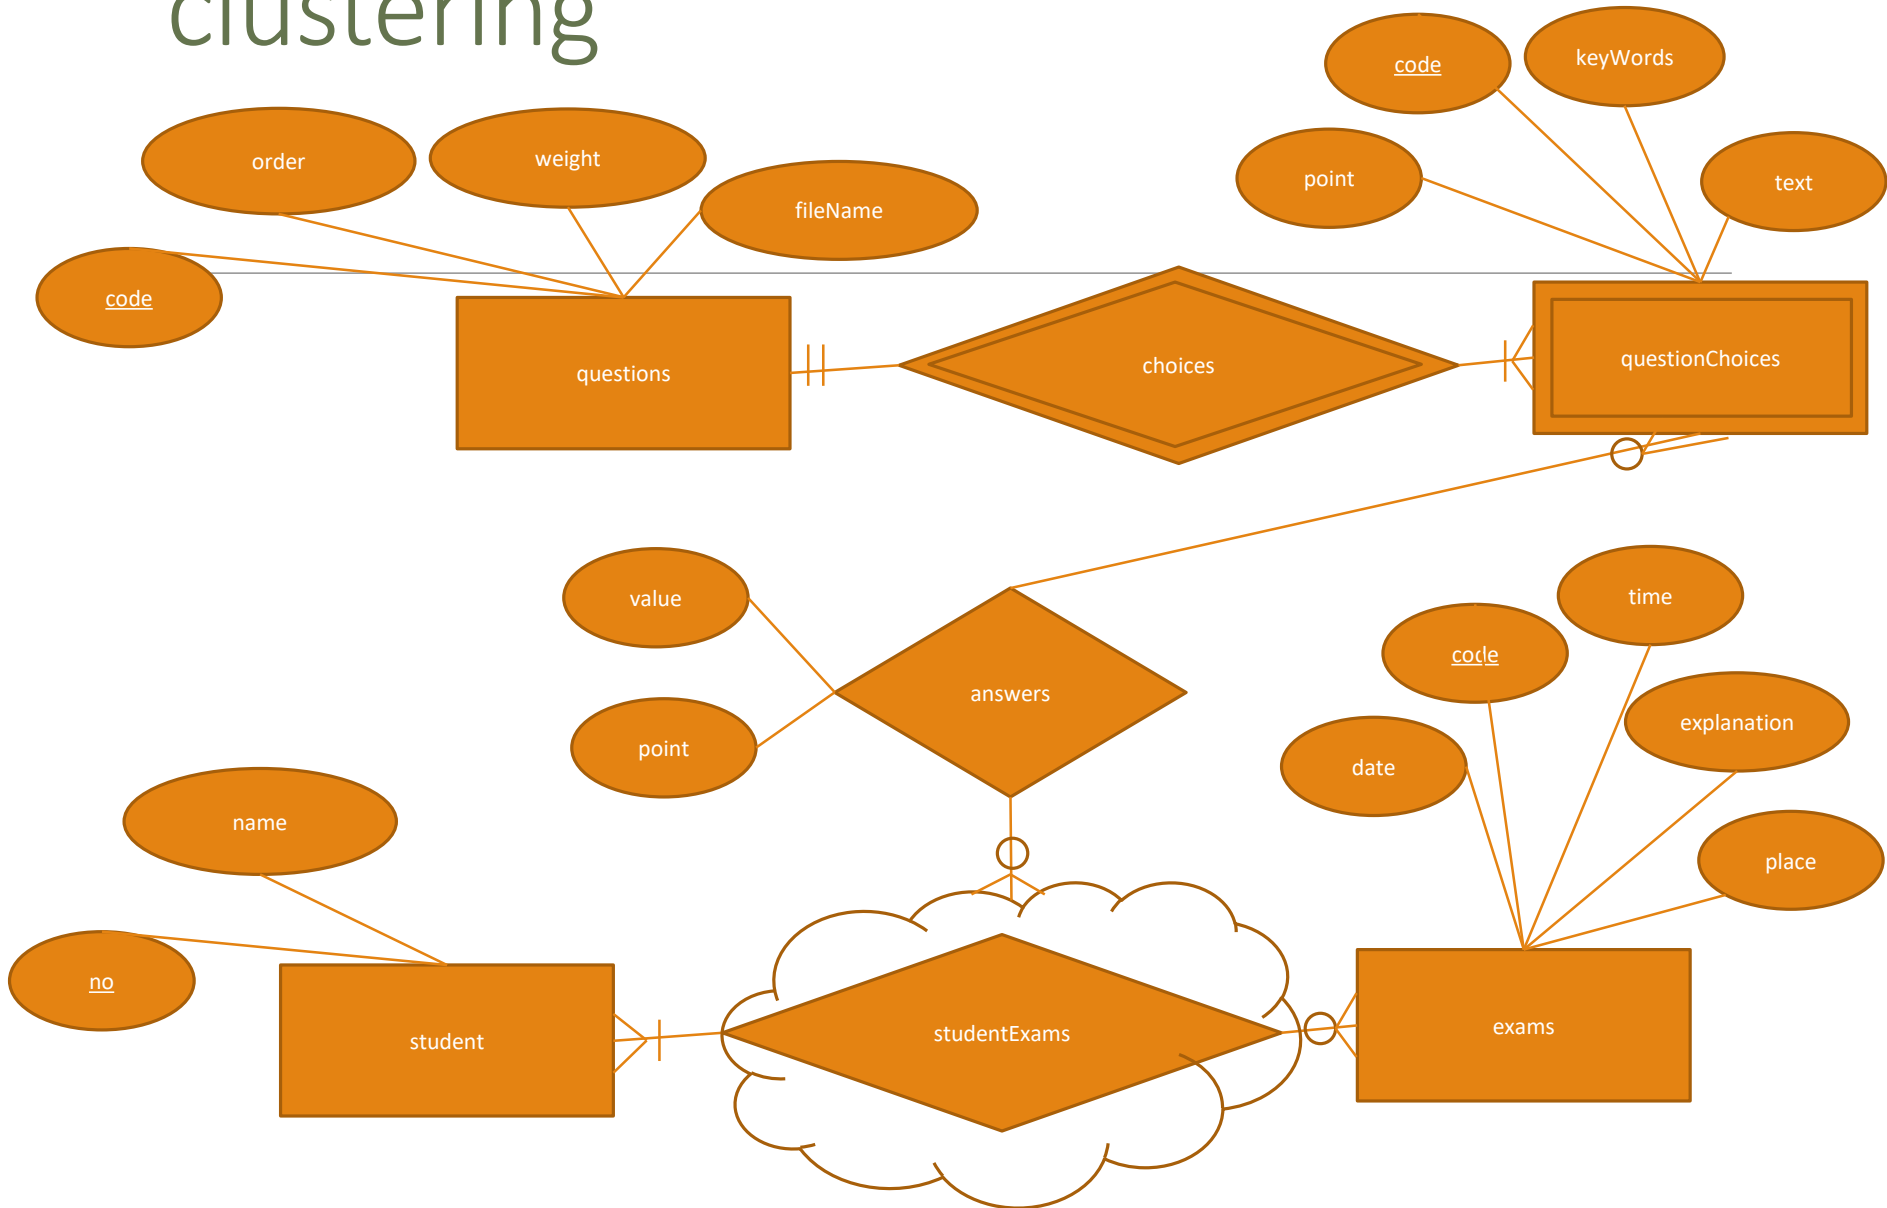 clustering
code
keyWords
order
weight
point
text
fileName
code
questions
choices
questionChoices
value
time
code
answers
explanation
point
date
name
place
no
student
studentExams
exams